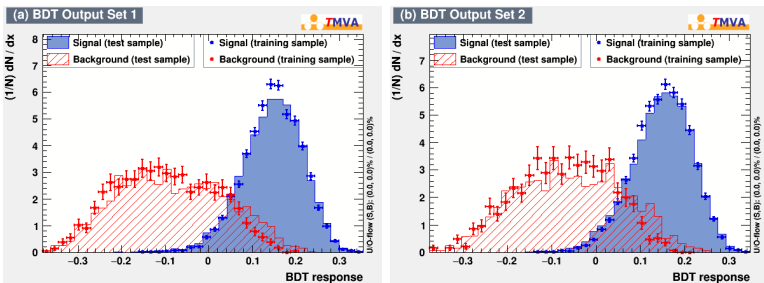 (a) BDT Output Set 1
TMVA
Signal (test sample)
Background (test sample)
Signal (training sample)
Background (training sample)
(1/N) dN / dx
8
7
6
5
4
3
2
1
0
−0.3 −0.2 −0.1 0 0.1 0.2 0.3
BDT response
U/O-flow (S,B): (0.0, 0.0)% / (0.0, 0.0)%
(b) BDT Output Set 2
TMVA
Signal (test sample)
Background (test sample)
Signal (training sample)
Background (training sample)
(1/N) dN / dx
7
6
5
4
3
2
1
0
−0.3 −0.2 −0.1 0 0.1 0.2 0.3
BDT response
U/O-flow (S,B): (0.0, 0.0)% / (0.0, 0.0)%